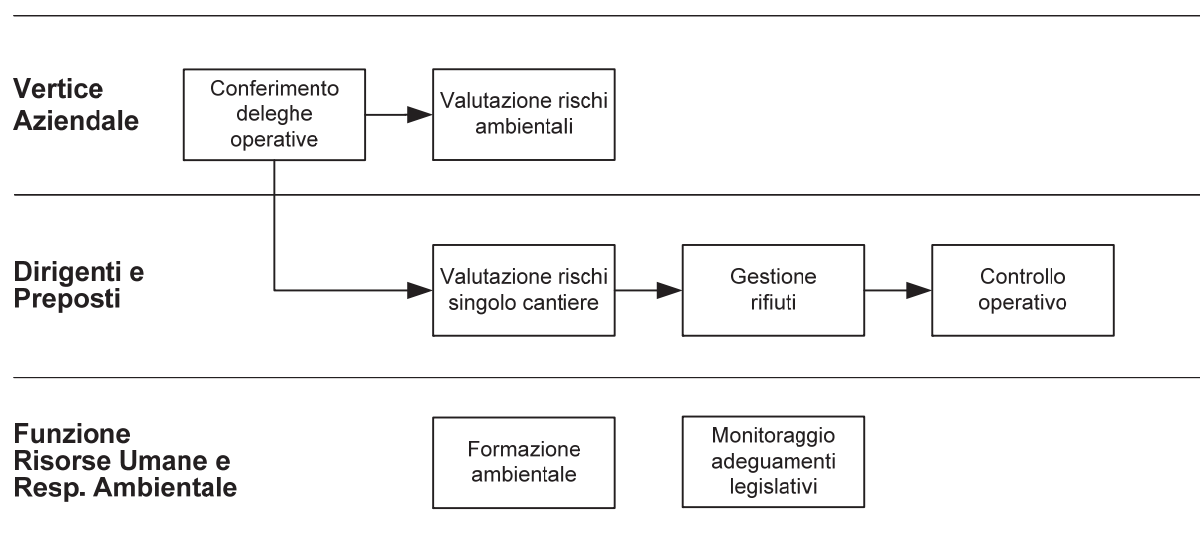 Vertice
Aziendale
Conferimento
deleghe
operative
Valutazione rischi
ambientali
Dirigenti e
Preposti
Valutazione rischi
singolo cantiere
Gestione
rifiuti
Controllo
operativo
Funzione
Risorse Umane e
Resp. Ambientale
Formazione
ambientale
Monitoraggio
adeguamenti
legislativi